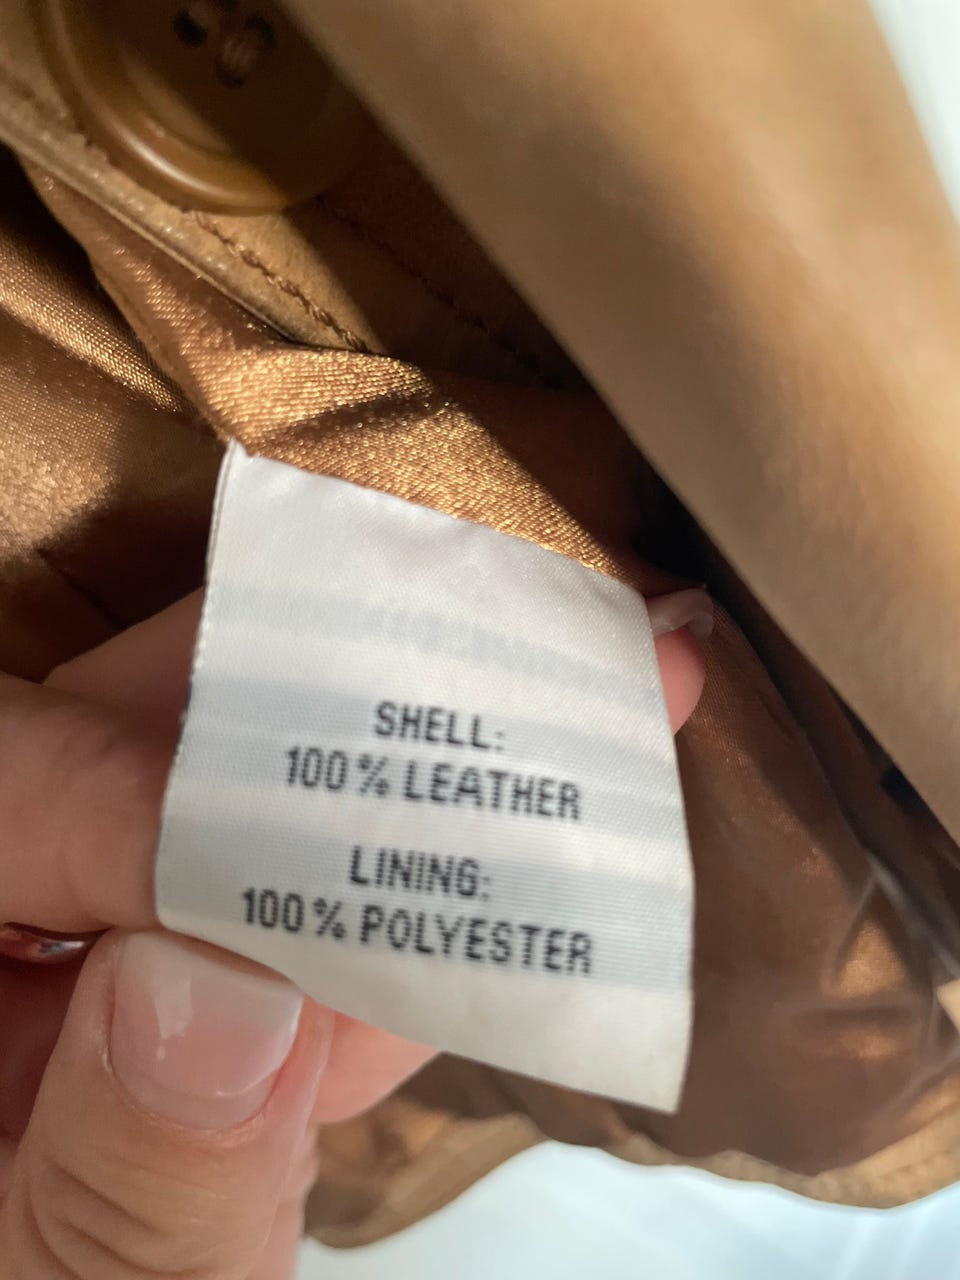 SHELL:
100% LEATHER
LINING:
100% POLYESTER